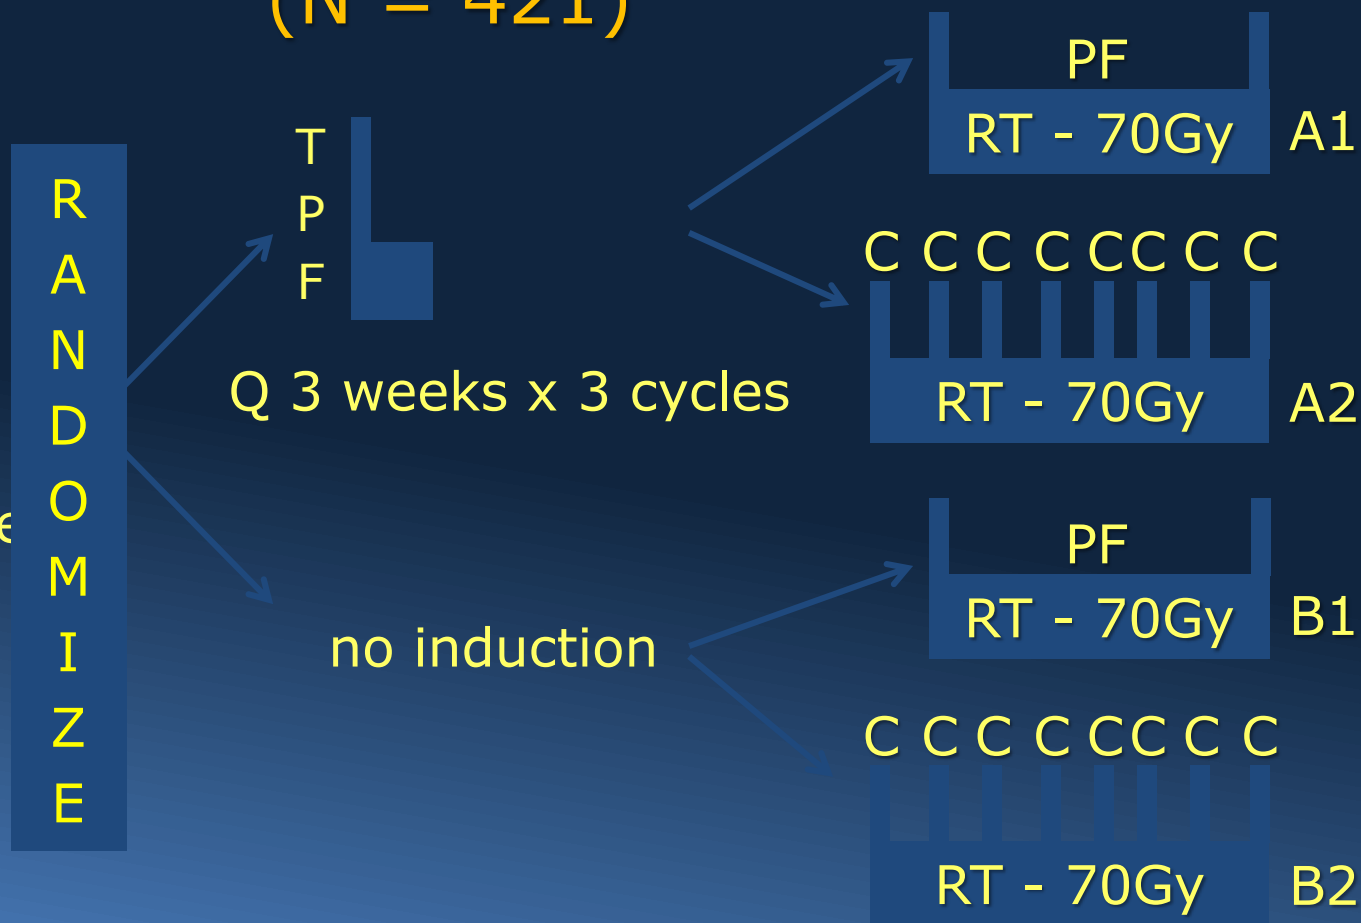 (N = 421)
R
A
N
D
O
M
I
Z
E
T
P
F
Q 3 weeks x 3 cycles
no induction
PF
RT - 70Gy A1
C C C C CC C C
RT - 70Gy A2
PF
RT - 70Gy B1
C C C C CC C C
RT - 70Gy B2